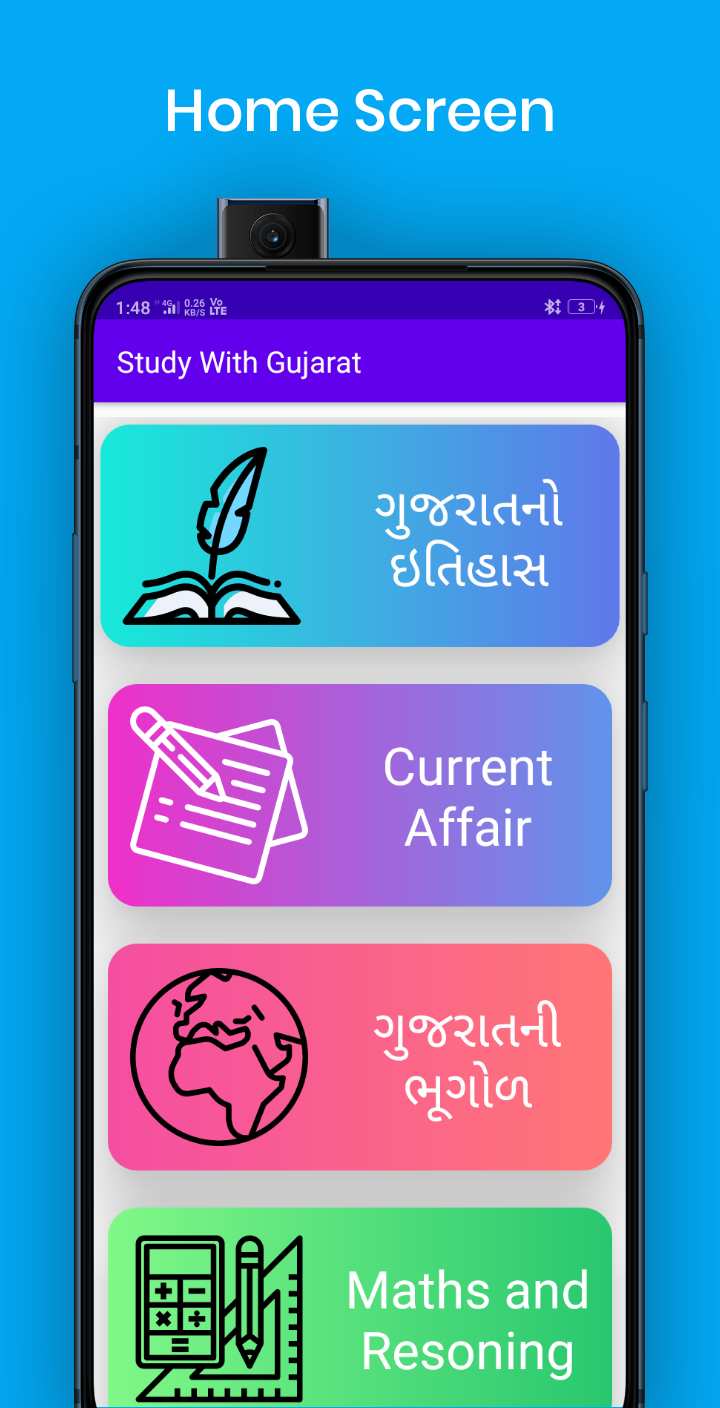 Home Screen
1:48 4G 0.26 KB/S Vo LTE 3
Study With Gujarat
ગુજરાતનો
ઇતિહાસ
Current
Affair
ગુજરાતની
ભૂગોળ
Maths and
Resoning